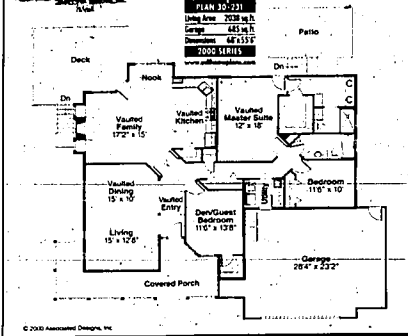 PLAN 30-231
Living Area 2038 sq.ft.
Garage 685 sq.ft.
Dimensions 68'x55'6"
2000 SERIES
Deck
Nook
Patio
Dn
Dn
Vaulted
Family
17'2" x 15'
Vaulted
Kitchen
Vaulted
Master Suite
12' x 18'
C
C
Vaulted
Dining
15' x 10'
Vaulted
Entry
Utility
Bedroom
11'6" x 10'
Living
15' x 12'8"
Den/Guest
Bedroom
11'0" x 13'8"
Garage
28'4" x 23'2"
Covered Porch
© 2000 Associated Designs, Inc